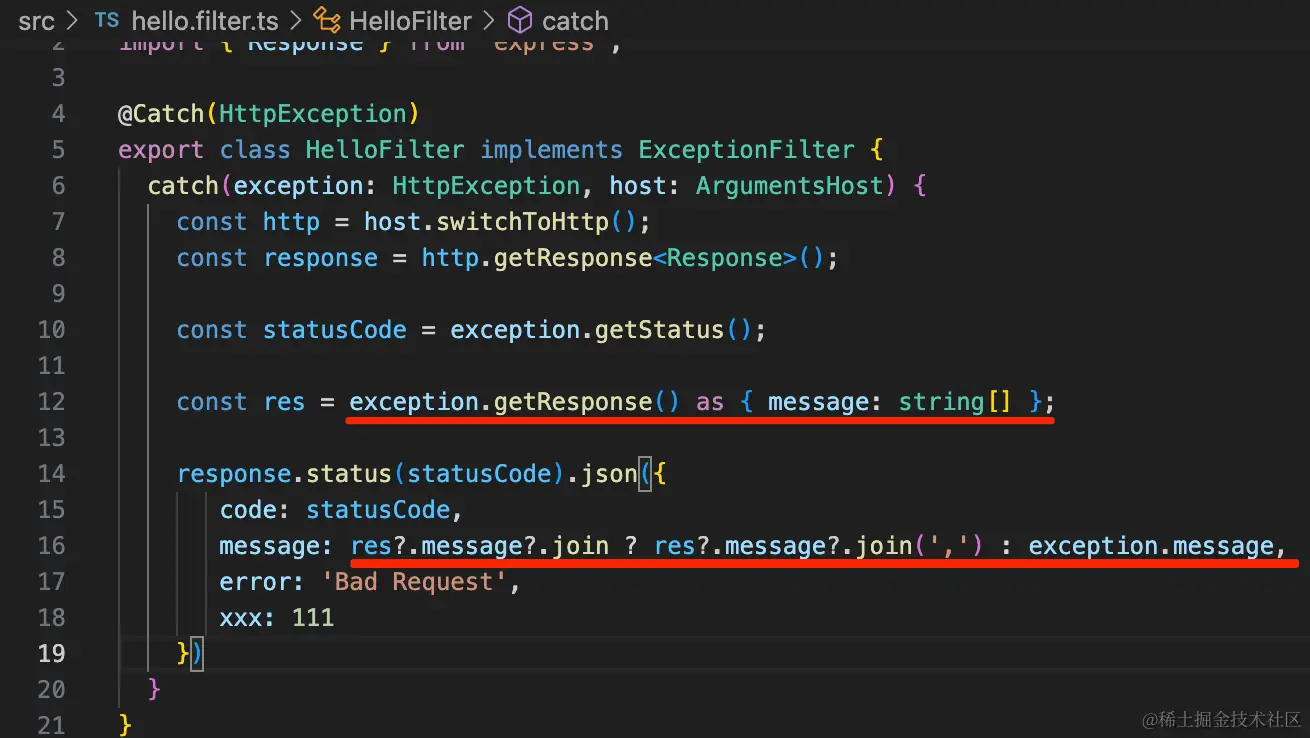 src > TS hello.filter.ts > HelloFilter > catch
2 import { Response } from 'express';
3
4 @Catch(HttpException)
5 export class HelloFilter implements ExceptionFilter {
6 catch(exception: HttpException, host: ArgumentsHost) {
7 const http = host.switchToHttp();
8 const response = http.getResponse<Response>();
9
10 const statusCode = exception.getStatus();
11
12 const res = exception.getResponse() as { message: string[] };
13
14 response.status(statusCode).json({
15 code: statusCode,
16 message: res?.message?.join ? res?.message?.join(',') : exception.message,
17 error: 'Bad Request',
18 xxx: 111
19 })
20 }
21 }
@稀土掘金技术社区